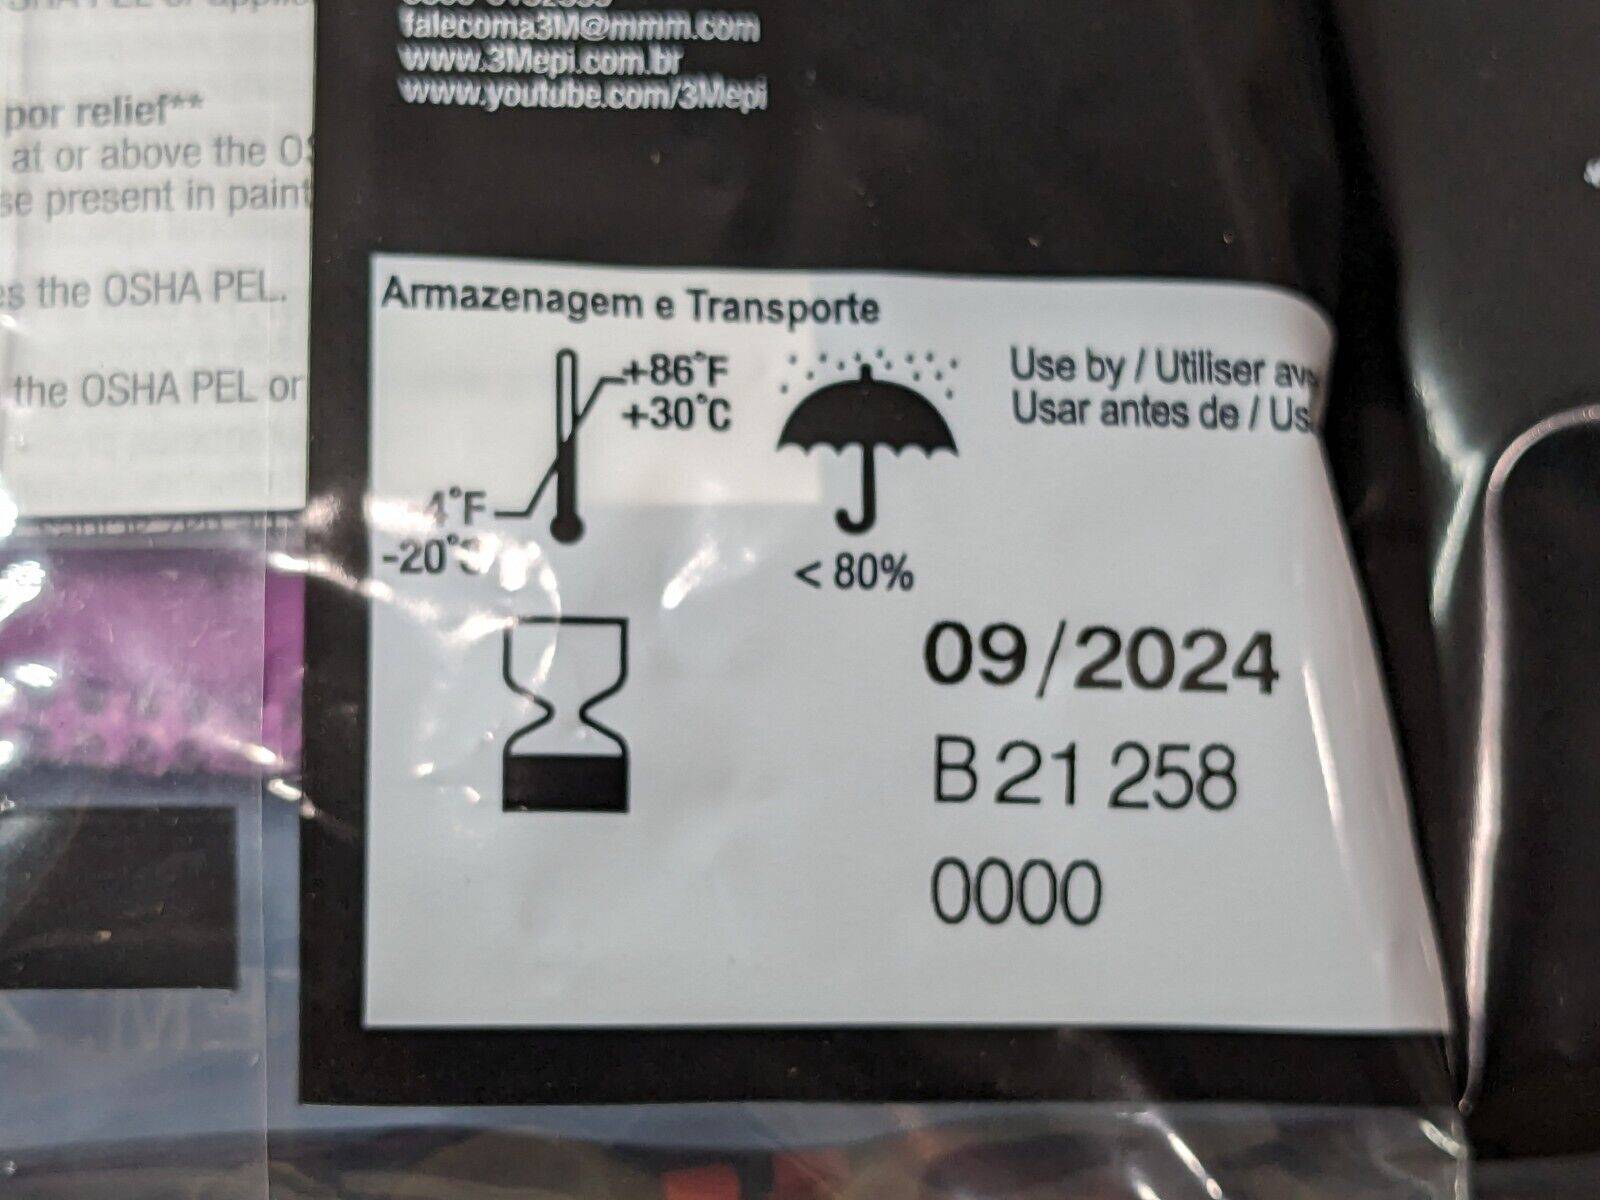 falecoma3M@mmm.com
www.3Mepi.com.br
www.youtube.com/3Mepi
por relief**
at or above the
se present in paint
es the OSHA PEL.
the OSHA PEL or
Armazenagem e Transporte
+86°F
+30°C
-4°F
-20°C
< 80%
Use by / Utiliser
Usar antes de /
09/2024
B 21 258
0000